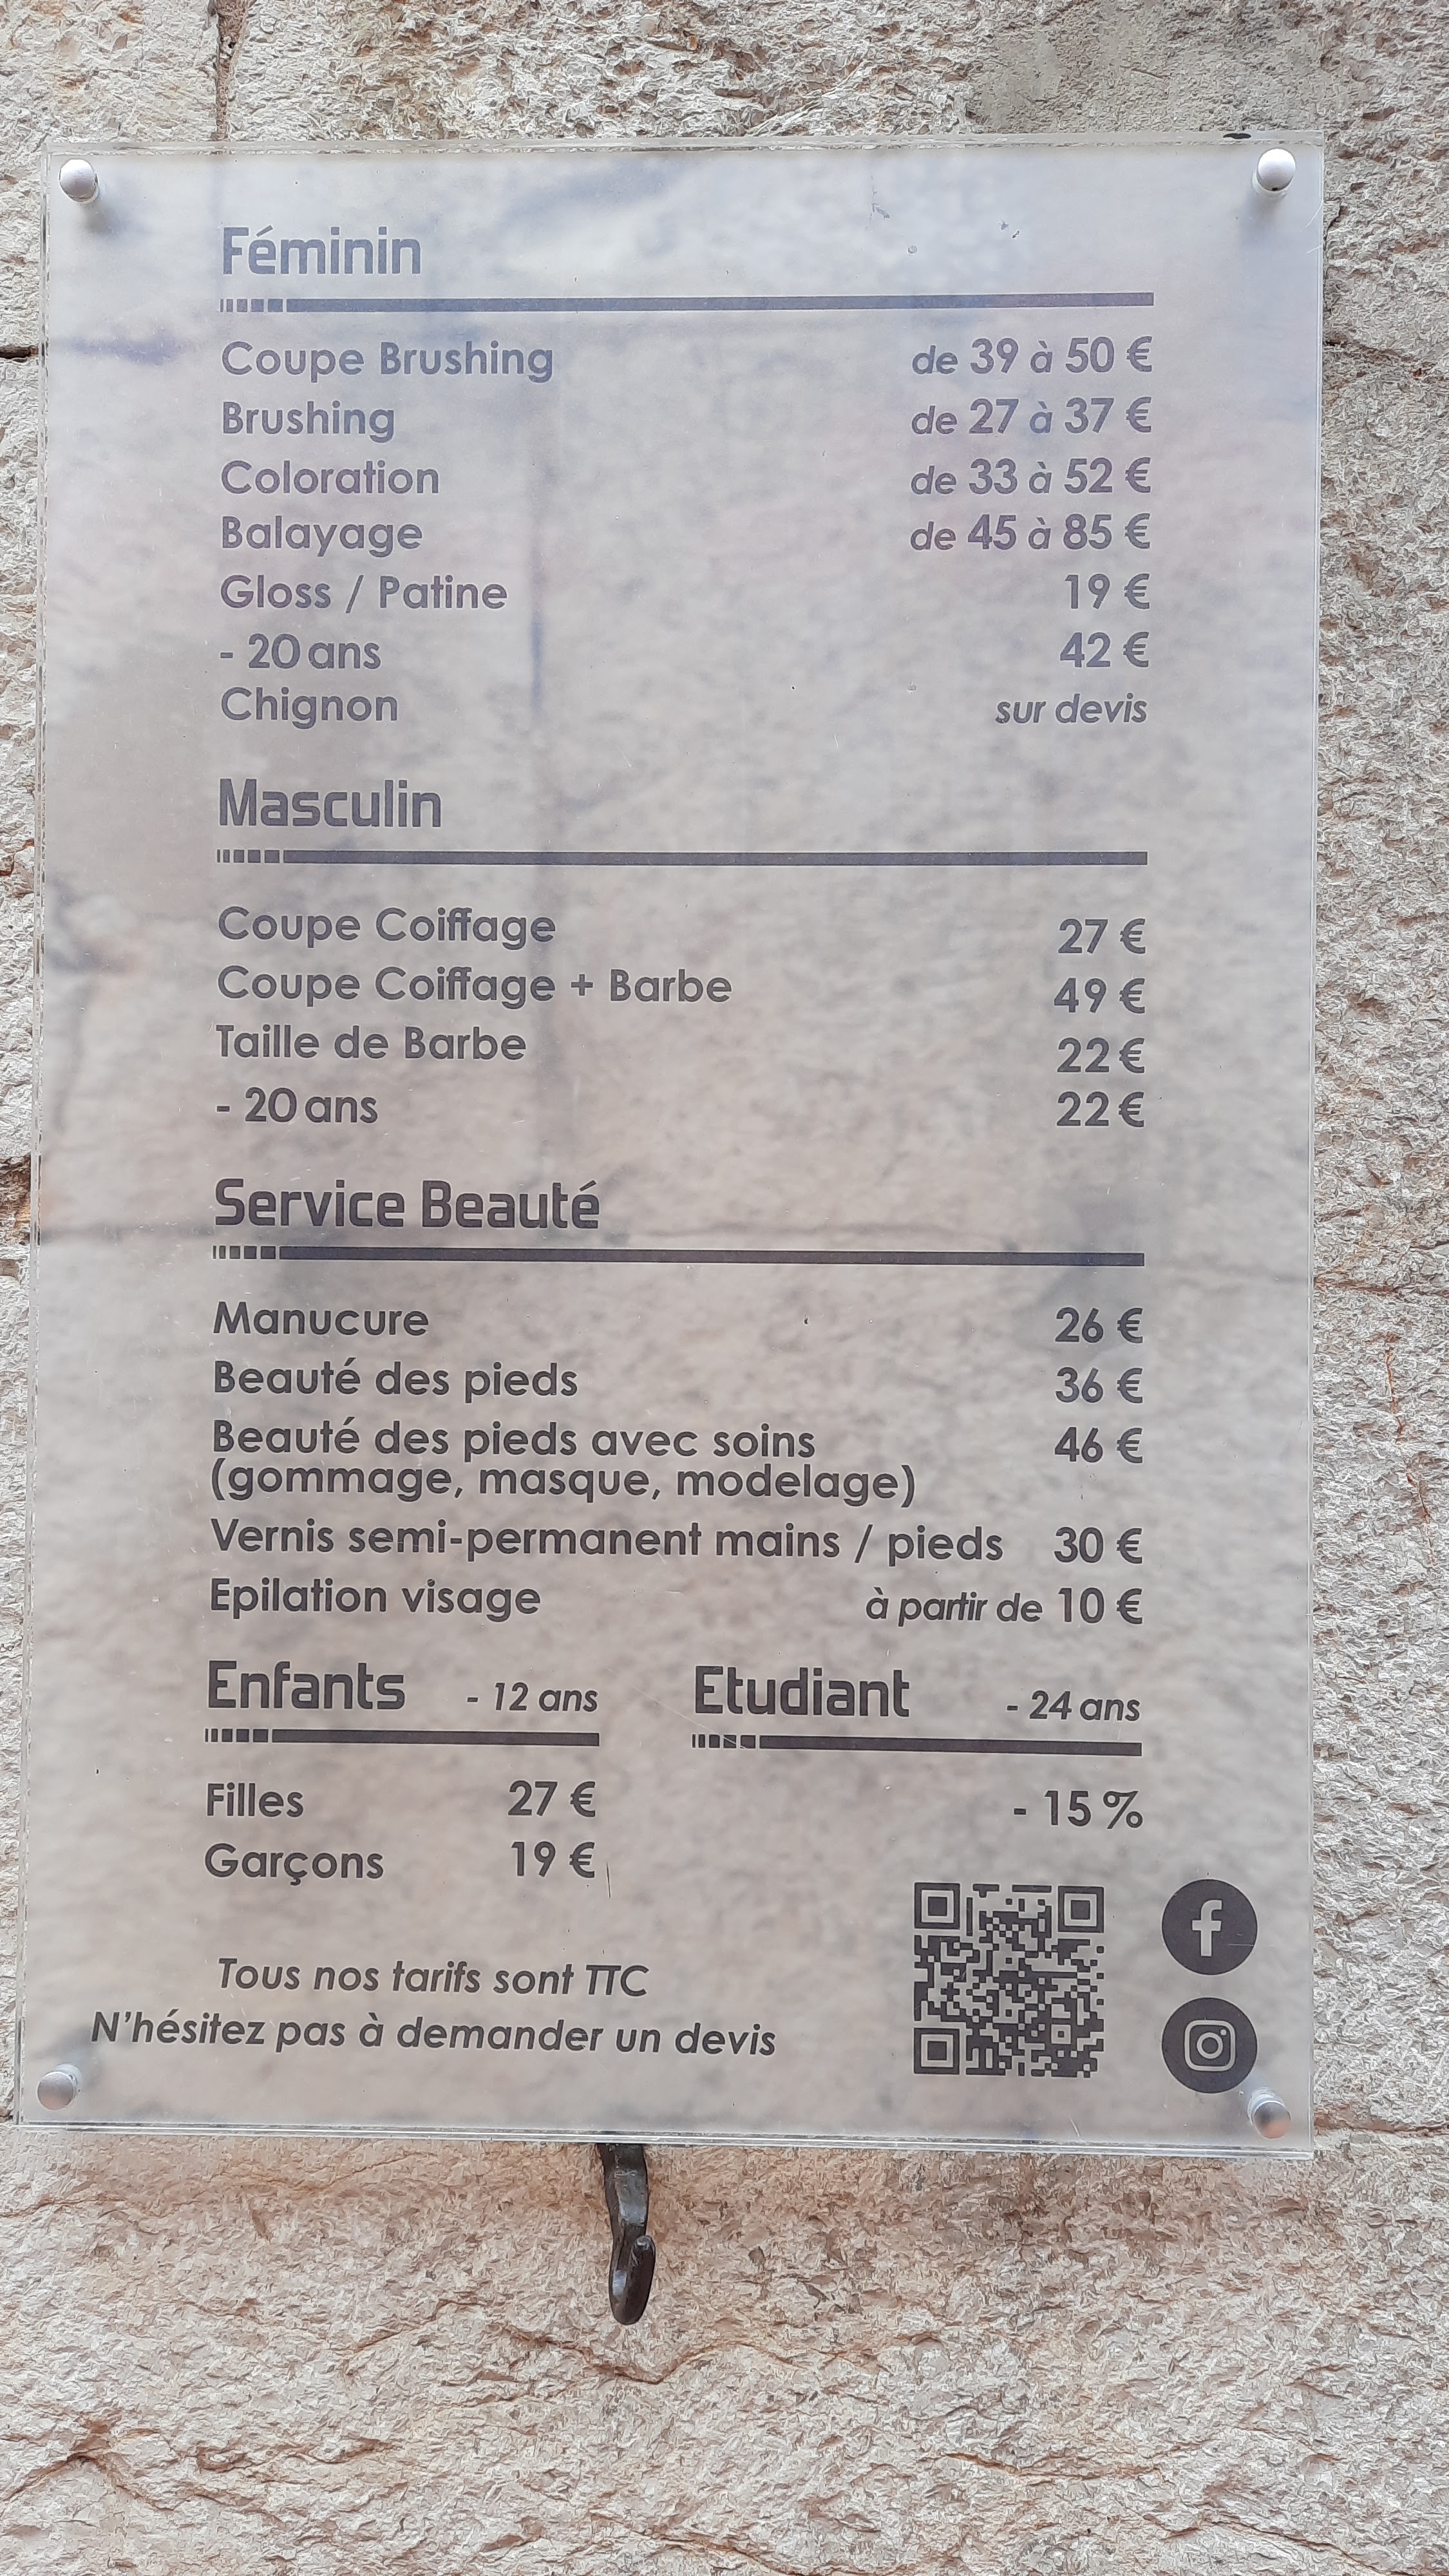 Féminin
Coupe Brushing de 39 à 50 €
Brushing de 27 à 37 €
Coloration de 33 à 52 €
Balayage de 45 à 85 €
Gloss / Patine 19 €
- 20 ans 42 €
Chignon sur devis
Masculin
Coupe Coiffage 27 €
Coupe Coiffage + Barbe 49 €
Taille de Barbe 22 €
- 20 ans 22 €
Service Beauté
Manucure 26 €
Beauté des pieds 36 €
Beauté des pieds avec soins 46 €
(gommage, masque, modelage)
Vernis semi-permanent mains / pieds 30 €
Epilation visage à partir de 10 €
Enfants - 12 ans
Filles 27 €
Garçons 19 €
Etudiant - 24 ans
- 15 %
Tous nos tarifs sont TTC
N'hésitez pas à demander un devis